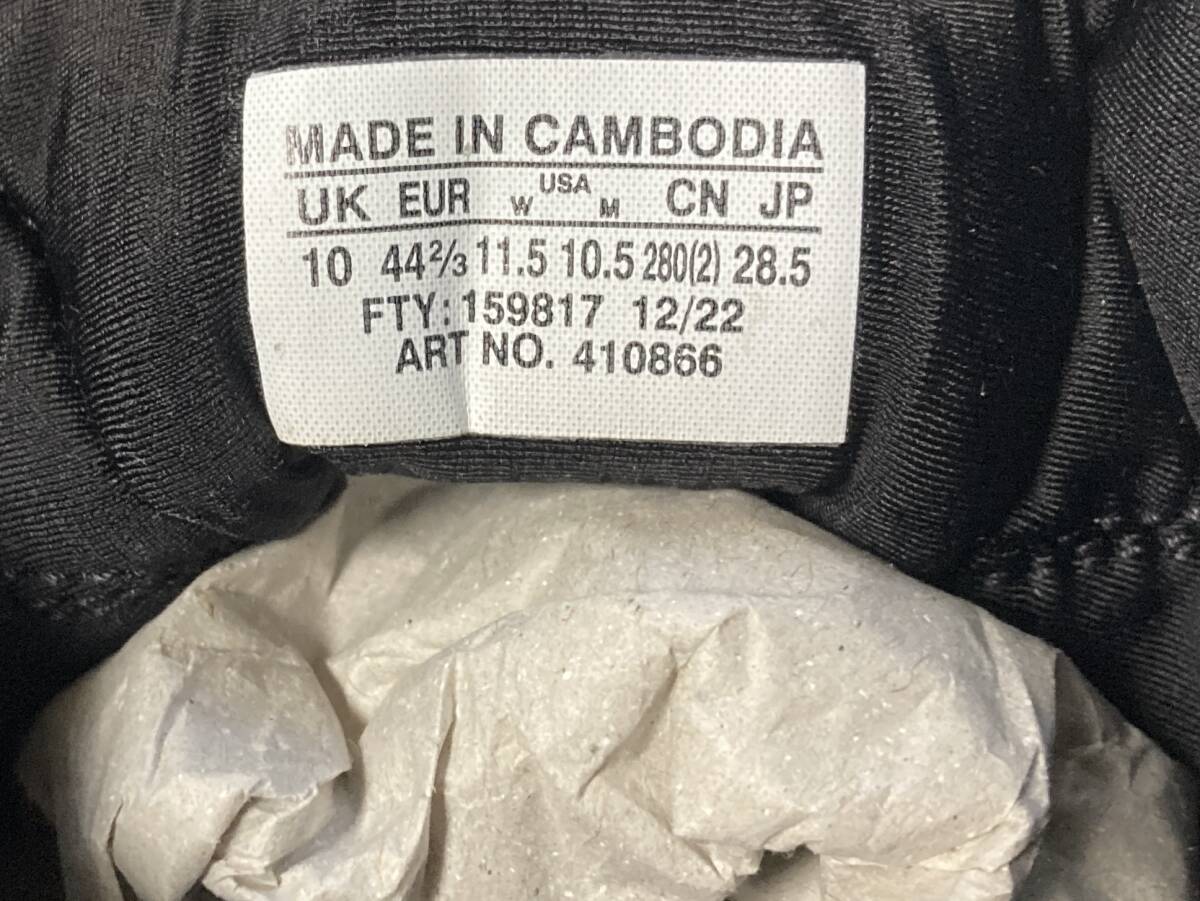 MADE IN CAMBODIA
UK EUR W USA M CN JP
10 44⅔ 11.5 10.5 280(2) 28.5
FTY: 159817 12/22
ART NO. 410866